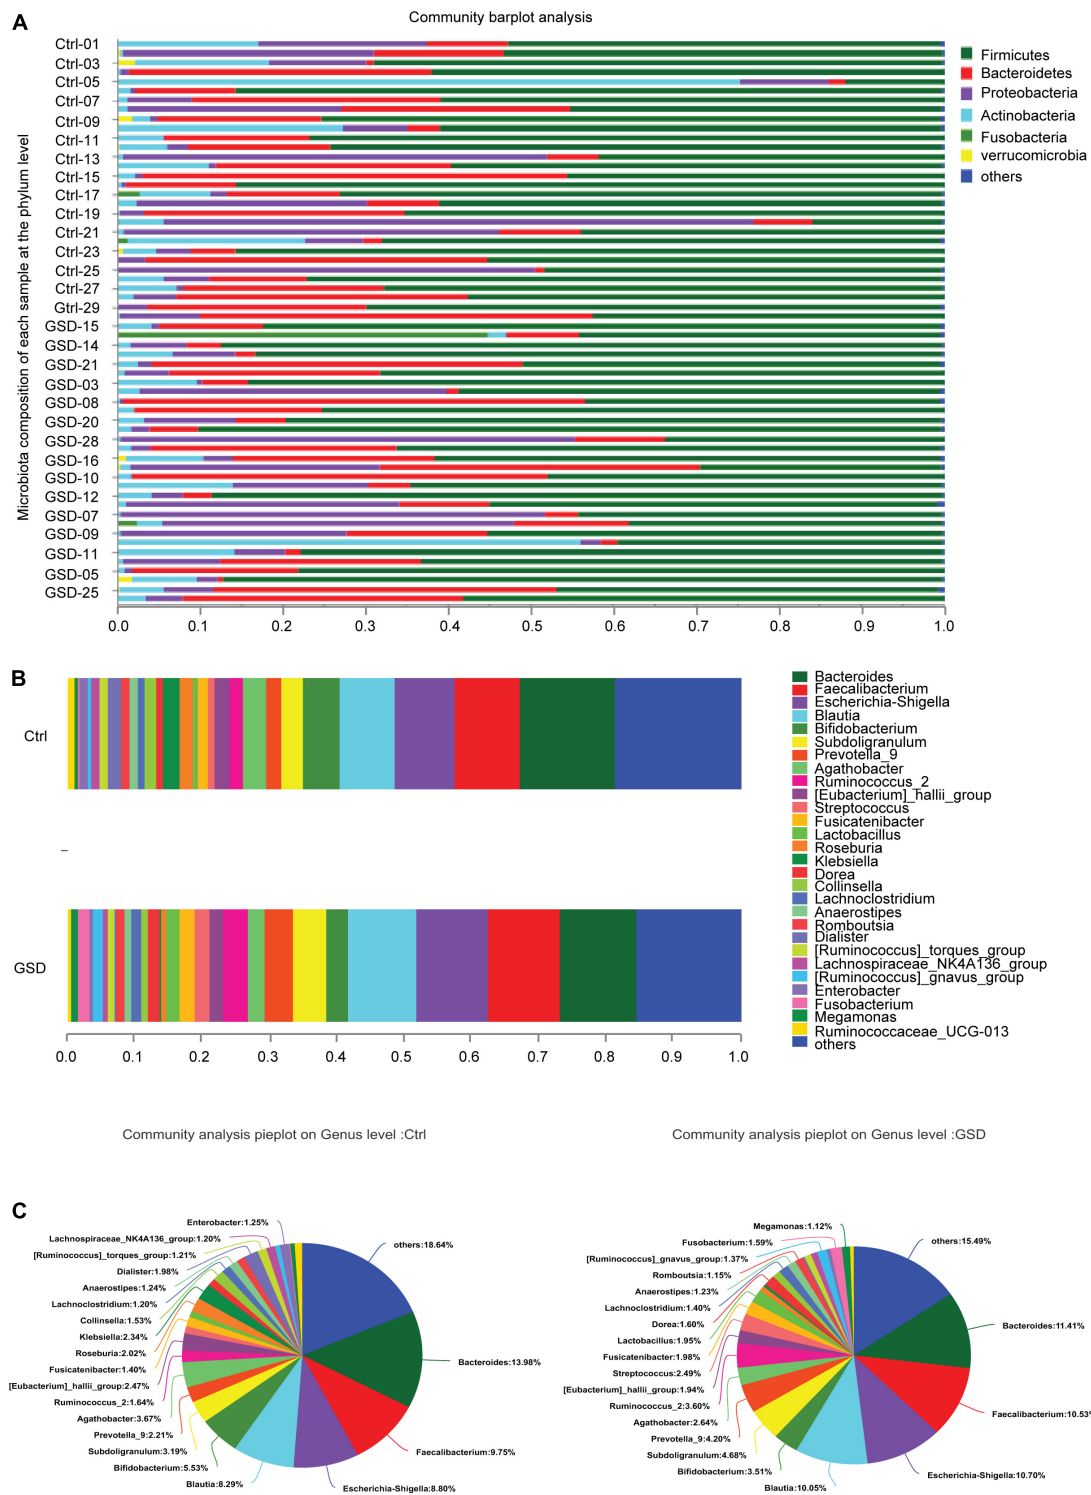 A
Community barplot analysis
Microbiota composition of each sample at the phylum level
Ctrl-01
Ctrl-03
Ctrl-05
Ctrl-07
Ctrl-09
Ctrl-11
Ctrl-13
Ctrl-15
Ctrl-17
Ctrl-19
Ctrl-21
Ctrl-23
Ctrl-25
Ctrl-27
Gtrl-29
GSD-15
GSD-14
GSD-21
GSD-03
GSD-08
GSD-20
GSD-28
GSD-16
GSD-10
GSD-12
GSD-07
GSD-09
GSD-11
GSD-05
GSD-25
0.0 0.1 0.2 0.3 0.4 0.5 0.6 0.7 0.8 0.9 1.0
Firmicutes
Bacteroidetes
Proteobacteria
Actinobacteria
Fusobacteria
verrucomicrobia
others
B
Ctrl
GSD
0.0 0.1 0.2 0.3 0.4 0.5 0.6 0.7 0.8 0.9 1.0
Bacteroides
Faecalibacterium
Escherichia-Shigella
Blautia
Bifidobacterium
Subdoligranulum
Prevotella_9
Agathobacter
Ruminococcus_2
[Eubacterium]_hallii_group
Streptococcus
Fusicatenibacter
Lactobacillus
Roseburia
Klebsiella
Dorea
Collinsella
Lachnoclostridium
Anaerostipes
Romboutsia
Dialister
[Ruminococcus]_torques_group
Lachnospiraceae_NK4A136_group
[Ruminococcus]_gnavus_group
Enterobacter
Fusobacterium
Megamonas
Ruminococcaceae_UCG-013
others
C
Community analysis pieplot on Genus level :Ctrl
Enterobacter:1.25%
Lachnospiraceae_NK4A136_group:1.20%
[Ruminococcus]_torques_group:1.21%
Dialister:1.98%
Anaerostipes:1.24%
Lachnoclostridium:1.20%
Collinsella:1.53%
Klebsiella:2.34%
Roseburia:2.02%
Fusicatenibacter:1.40%
[Eubacterium]_hallii_group:2.47%
Ruminococcus_2:1.64%
Agathobacter:3.67%
Prevotella_9:2.21%
Subdoligranulum:3.19%
Bifidobacterium:5.53%
Blautia:8.29%
Escherichia-Shigella:8.80%
Faecalibacterium:9.75%
Bacteroides:13.98%
others:18.64%
Community analysis pieplot on Genus level :GSD
Megamonas:1.12%
Fusobacterium:1.59%
[Ruminococcus]_gnavus_group:1.37%
Romboutsia:1.15%
Anaerostipes:1.23%
Lachnoclostridium:1.40%
Dorea:1.60%
Lactobacillus:1.95%
Fusicatenibacter:1.98%
Streptococcus:2.49%
[Eubacterium]_hallii_group:1.94%
Ruminococcus_2:3.60%
Agathobacter:2.64%
Prevotella_9:4.20%
Subdoligranulum:4.68%
Bifidobacterium:3.51%
Blautia:10.05%
Escherichia-Shigella:10.70%
Faecalibacterium:10.53%
Bacteroides:11.41%
others:15.49%